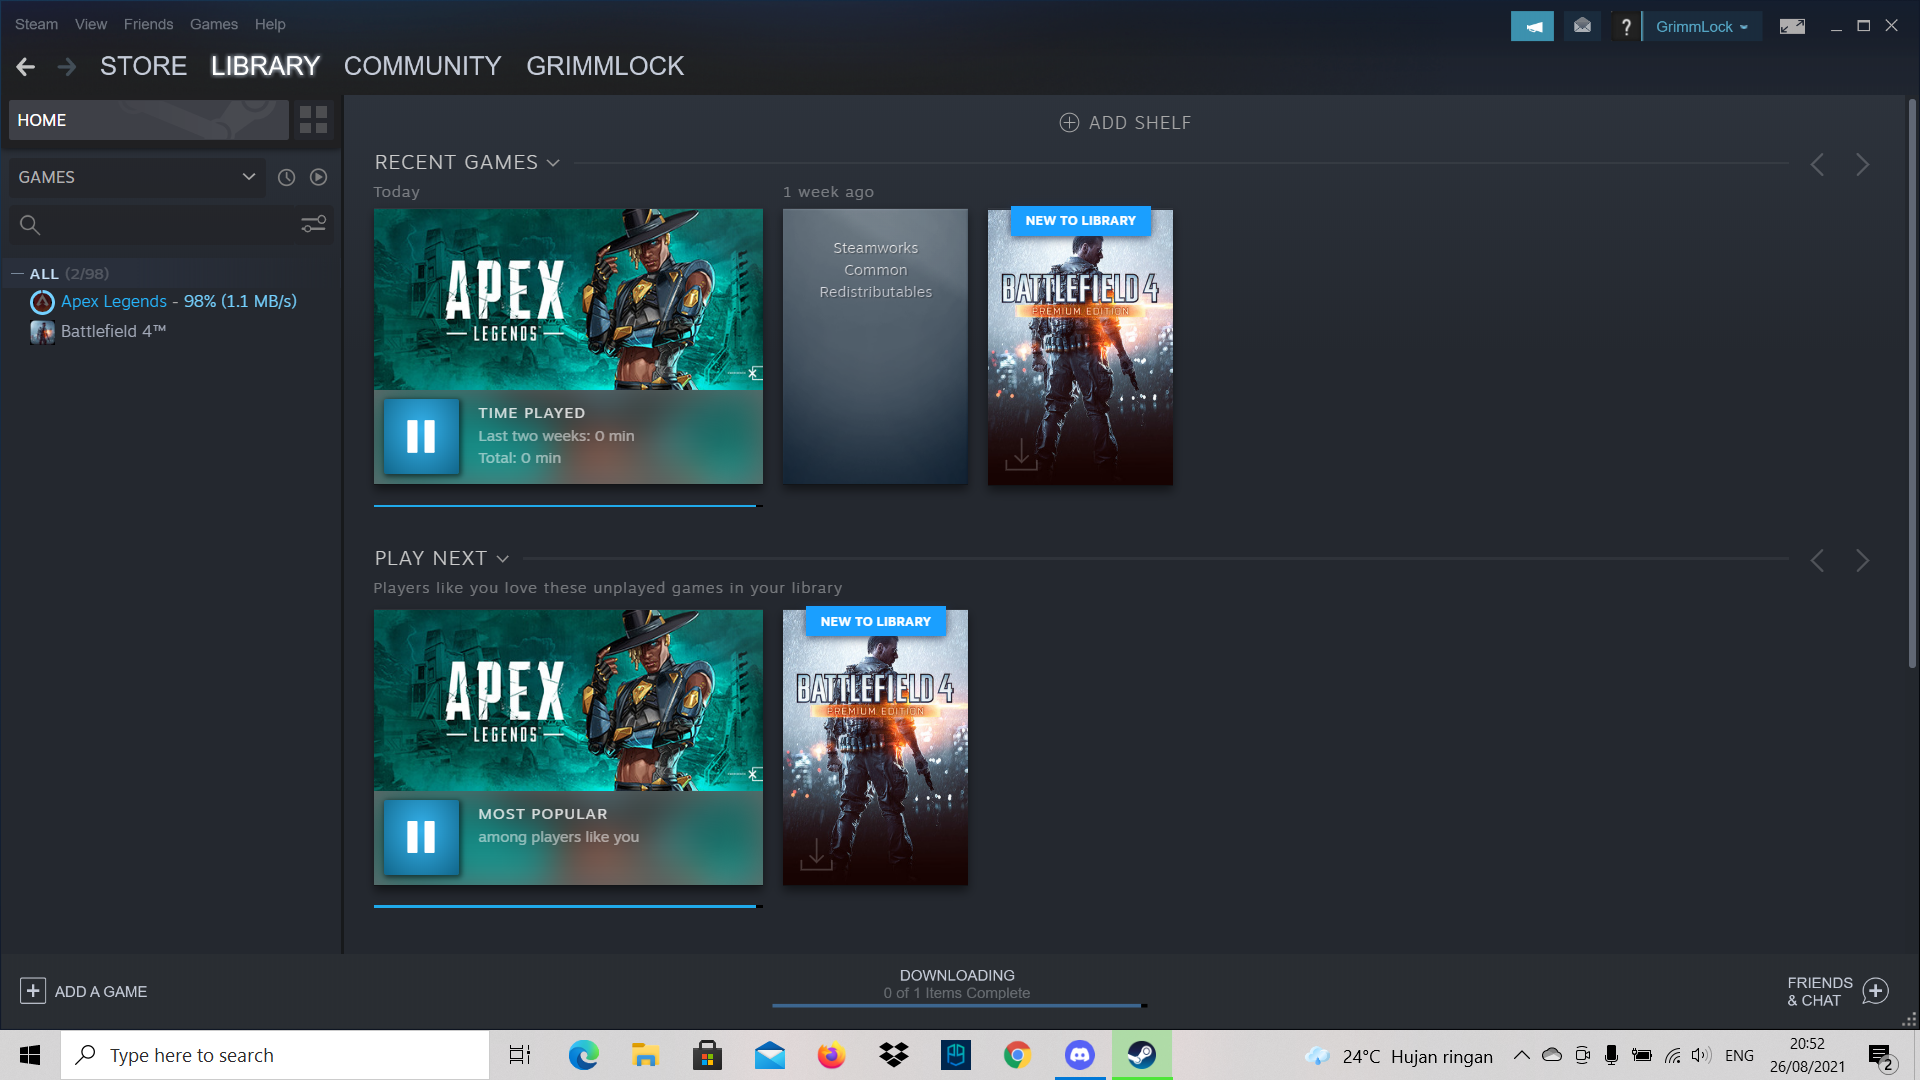 Steam View Friends Games Help
GrimmLock
STORE LIBRARY COMMUNITY GRIMMLOCK
HOME
GAMES
ALL (2/98)
Apex Legends - 98% (1.1 MB/s)
Battlefield 4™
ADD SHELF
RECENT GAMES
Today
1 week ago
APEX
LEGENDS
TIME PLAYED
Last two weeks: 0 min
Total: 0 min
Steamworks
Common
Redistributables
NEW TO LIBRARY
BATTLEFIELD 4
PREMIUM EDITION
PLAY NEXT
Players like you love these unplayed games in your library
APEX
LEGENDS
MOST POPULAR
among players like you
NEW TO LIBRARY
BATTLEFIELD 4
PREMIUM EDITION
ADD A GAME
DOWNLOADING
0 of 1 Items Complete
FRIENDS
& CHAT
Type here to search
24°C Hujan ringan
ENG
20:52
26/08/2021
2